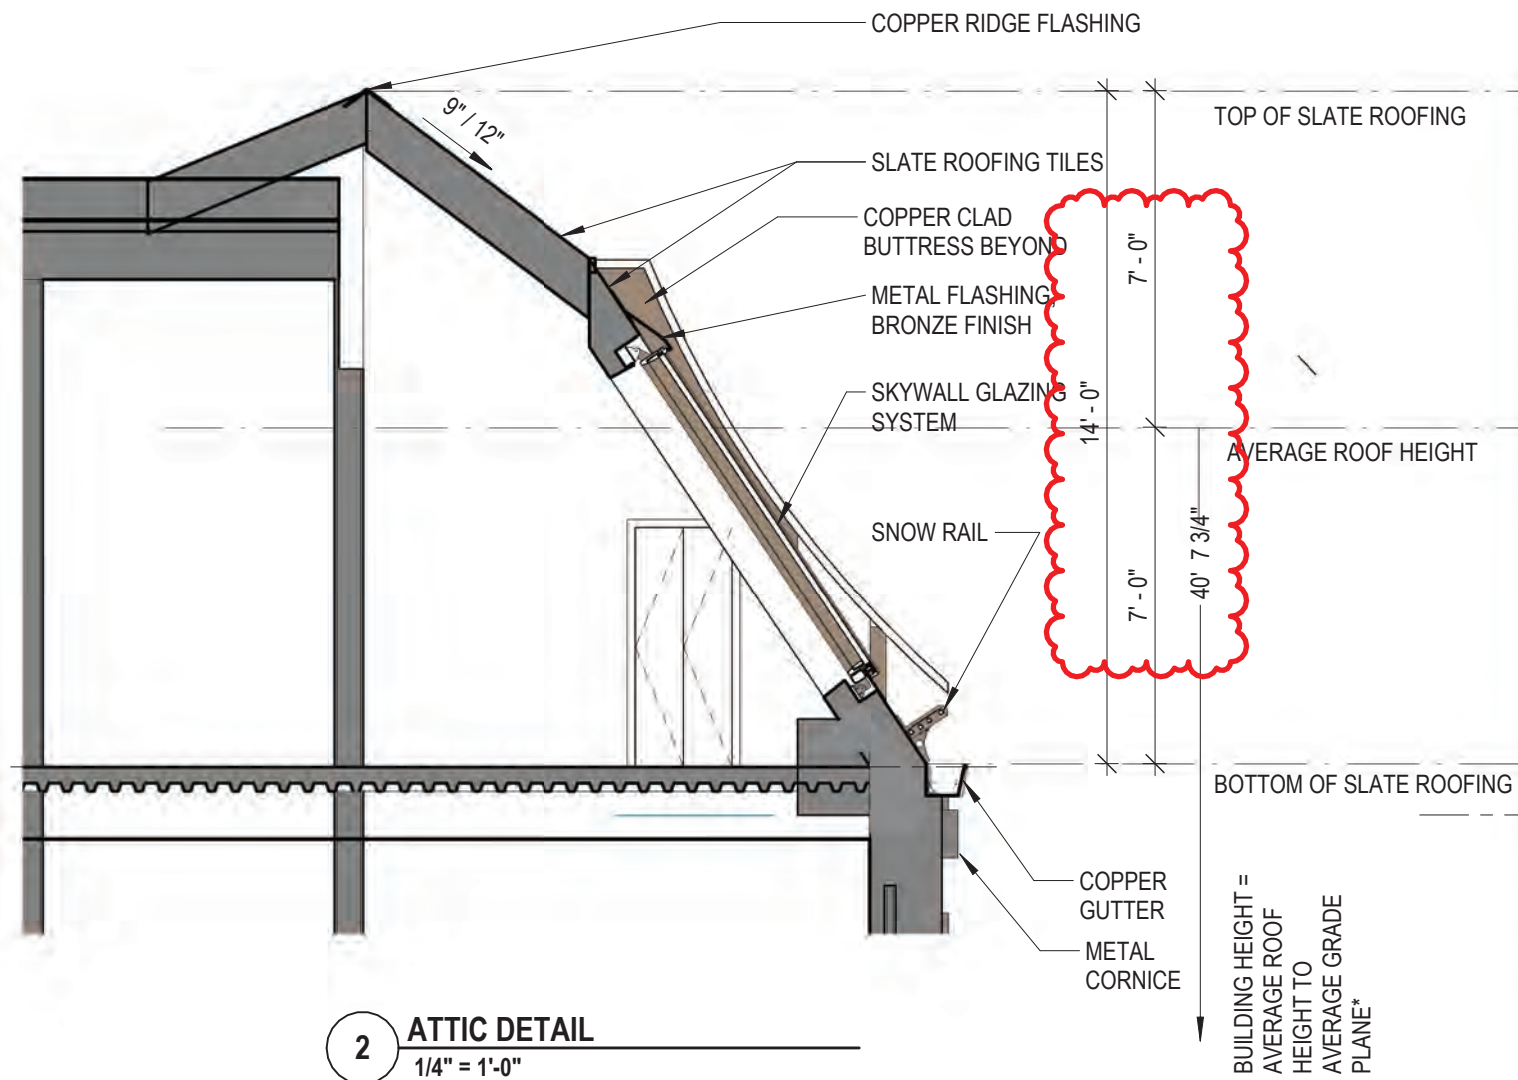 COPPER RIDGE FLASHING
9" / 12"
TOP OF SLATE ROOFING
SLATE ROOFING TILES
COPPER CLAD
BUTTRESS BEYOND
7' - 0"
METAL FLASHING,
BRONZE FINISH
SKYWALL GLAZING
SYSTEM
14' - 0"
AVERAGE ROOF HEIGHT
SNOW RAIL
7' - 0"
40' 7 3/4"
BOTTOM OF SLATE ROOFING
COPPER
GUTTER
METAL
CORNICE
BUILDING HEIGHT =
AVERAGE ROOF
HEIGHT TO
AVERAGE GRADE
PLANE*
2
ATTIC DETAIL
1/4" = 1'-0"